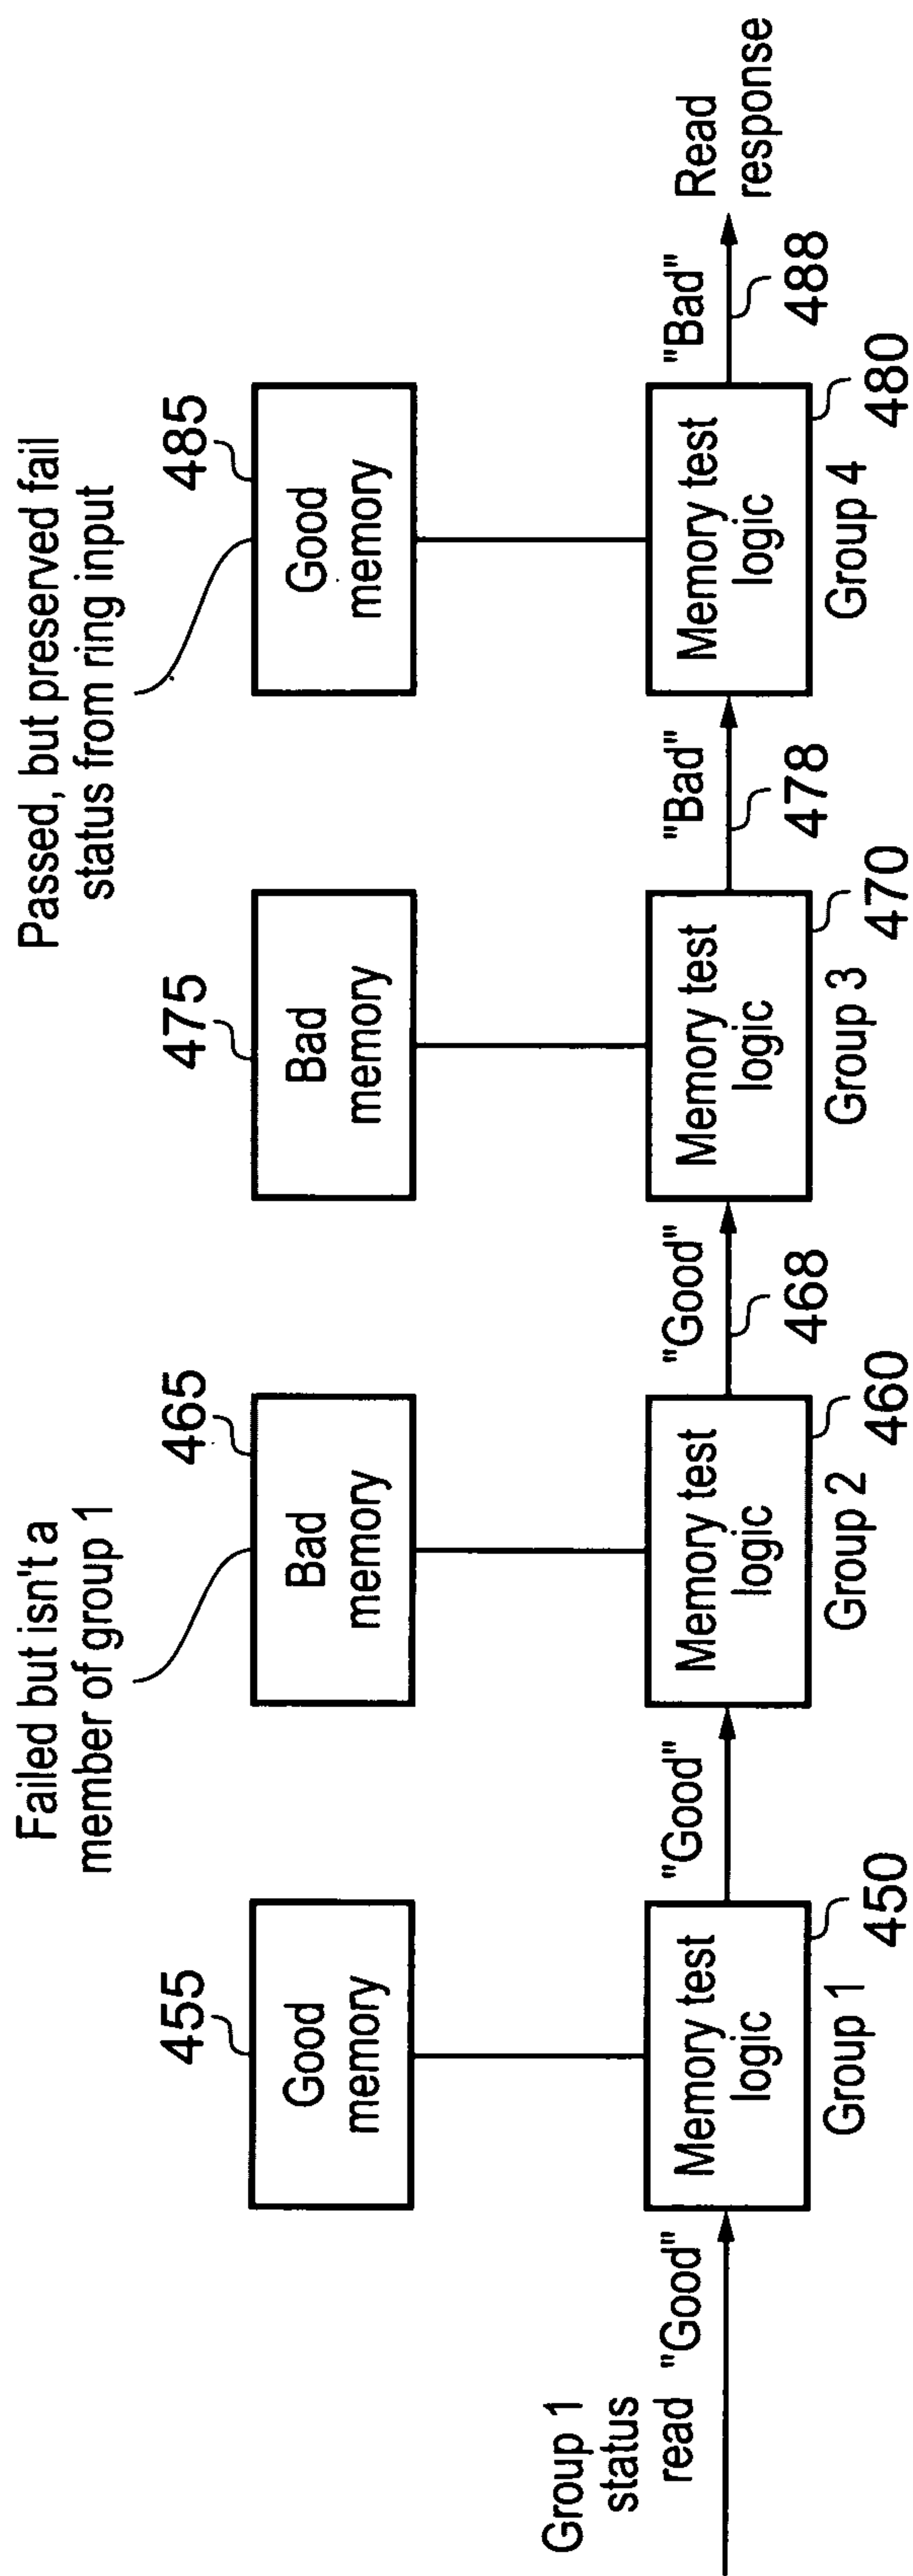 Failed but isn't a
member of group 1
Passed, but preserved fail
status from ring input
455
465
475
485
Good
memory
Bad
memory
Bad
memory
Good
memory
Group 1
status
read
"Good"
"Good"
"Good"
"Bad"
"Bad"
Read
response
Memory test
logic
Memory test
logic
Memory test
logic
Memory test
logic
468
478
488
Group 1
450
Group 2
460
Group 3
470
Group 4
480